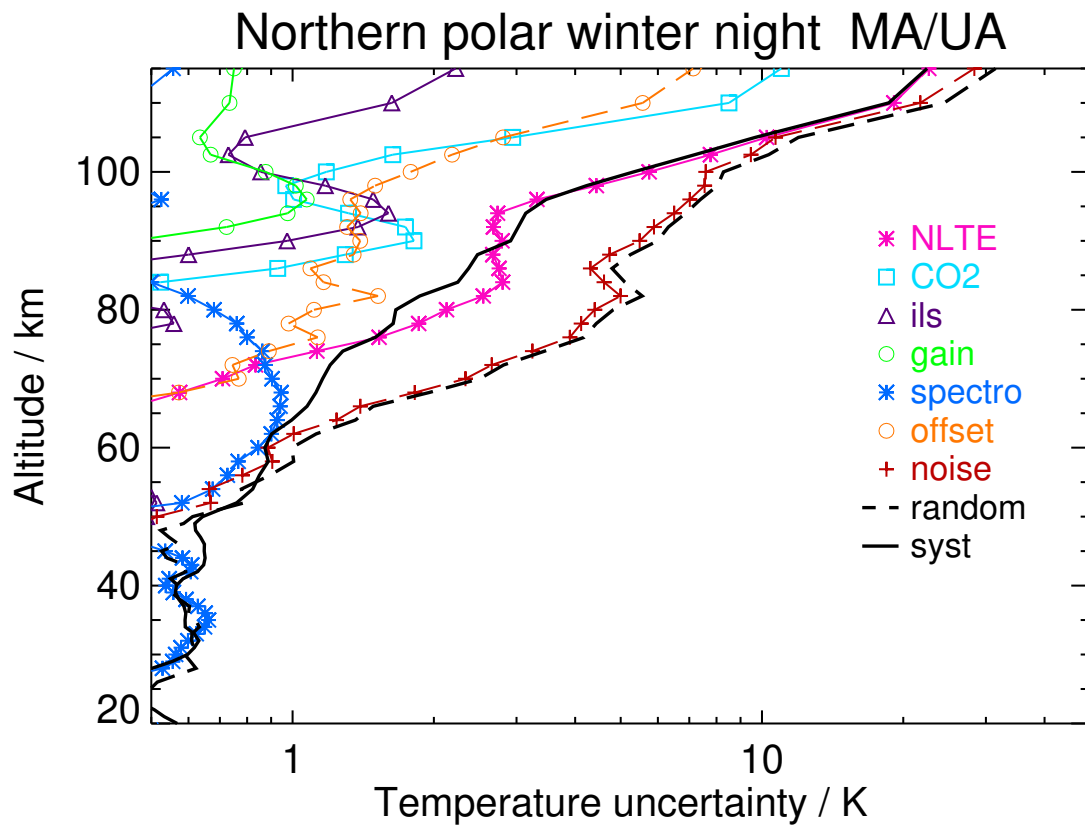 Northern polar winter night MA/UA
Altitude / km
100
80
60
40
20
NLTE
CO2
ils
gain
spectro
offset
noise
random
syst
1
10
Temperature uncertainty / K